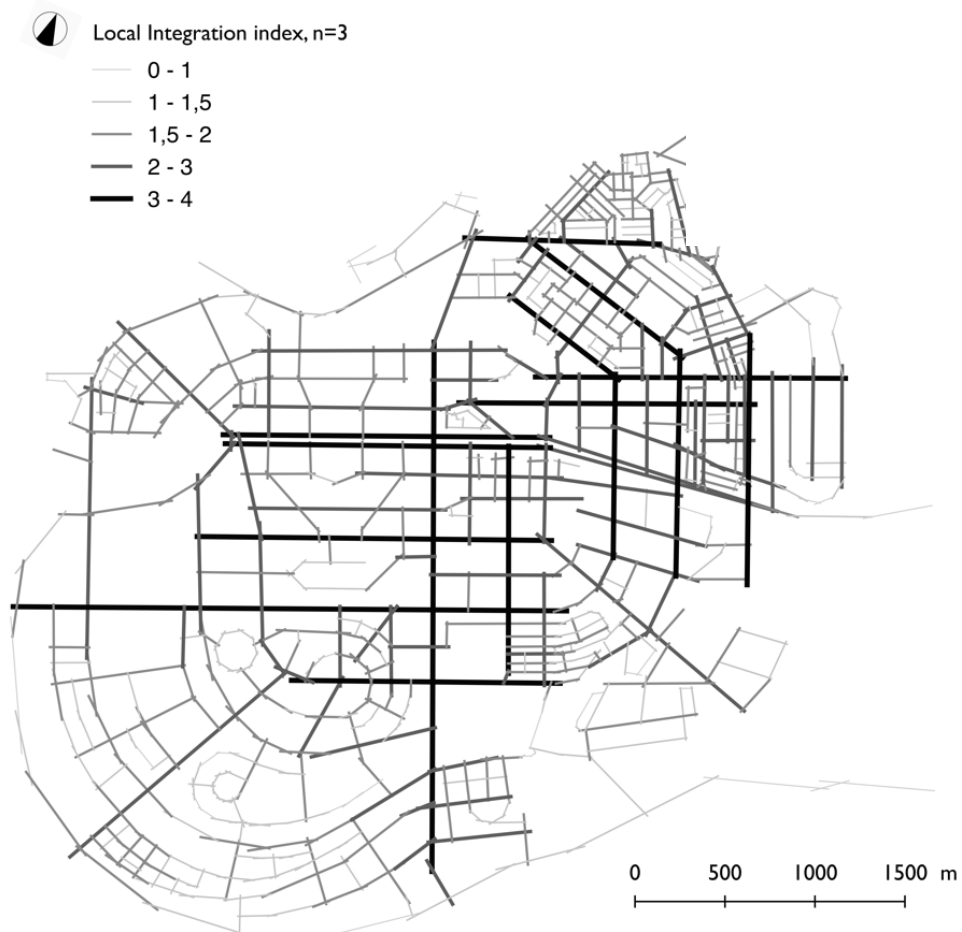 Local Integration index, n=3
0 - 1
1 - 1,5
1,5 - 2
2 - 3
3 - 4
0 500 1000 1500 m